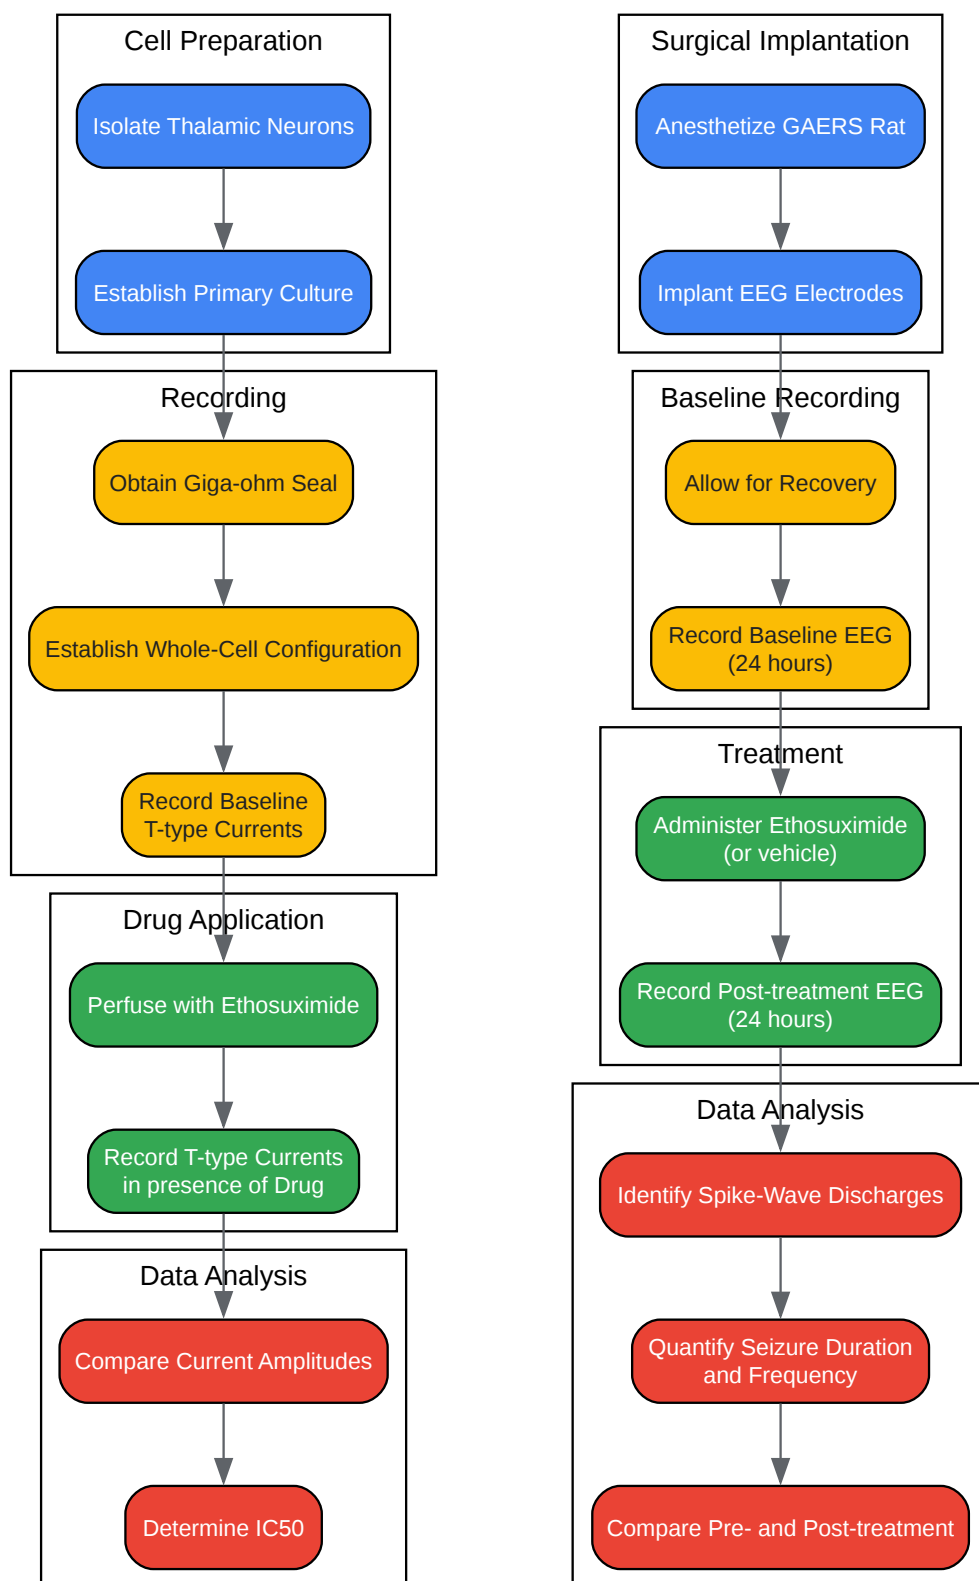 Cell Preparation
Isolate Thalamic Neurons
Establish Primary Culture
Recording
Obtain Giga-ohm Seal
Establish Whole-Cell Configuration
Record Baseline
T-type Currents
Drug Application
Perfuse with Ethosuximide
Record T-type Currents
in presence of Drug
Data Analysis
Compare Current Amplitudes
Determine IC50
Surgical Implantation
Anesthetize GAERS Rat
Implant EEG Electrodes
Baseline Recording
Allow for Recovery
Record Baseline EEG
(24 hours)
Treatment
Administer Ethosuximide
(or vehicle)
Record Post-treatment EEG
(24 hours)
Data Analysis
Identify Spike-Wave Discharges
Quantify Seizure Duration
and Frequency
Compare Pre- and Post-treatment